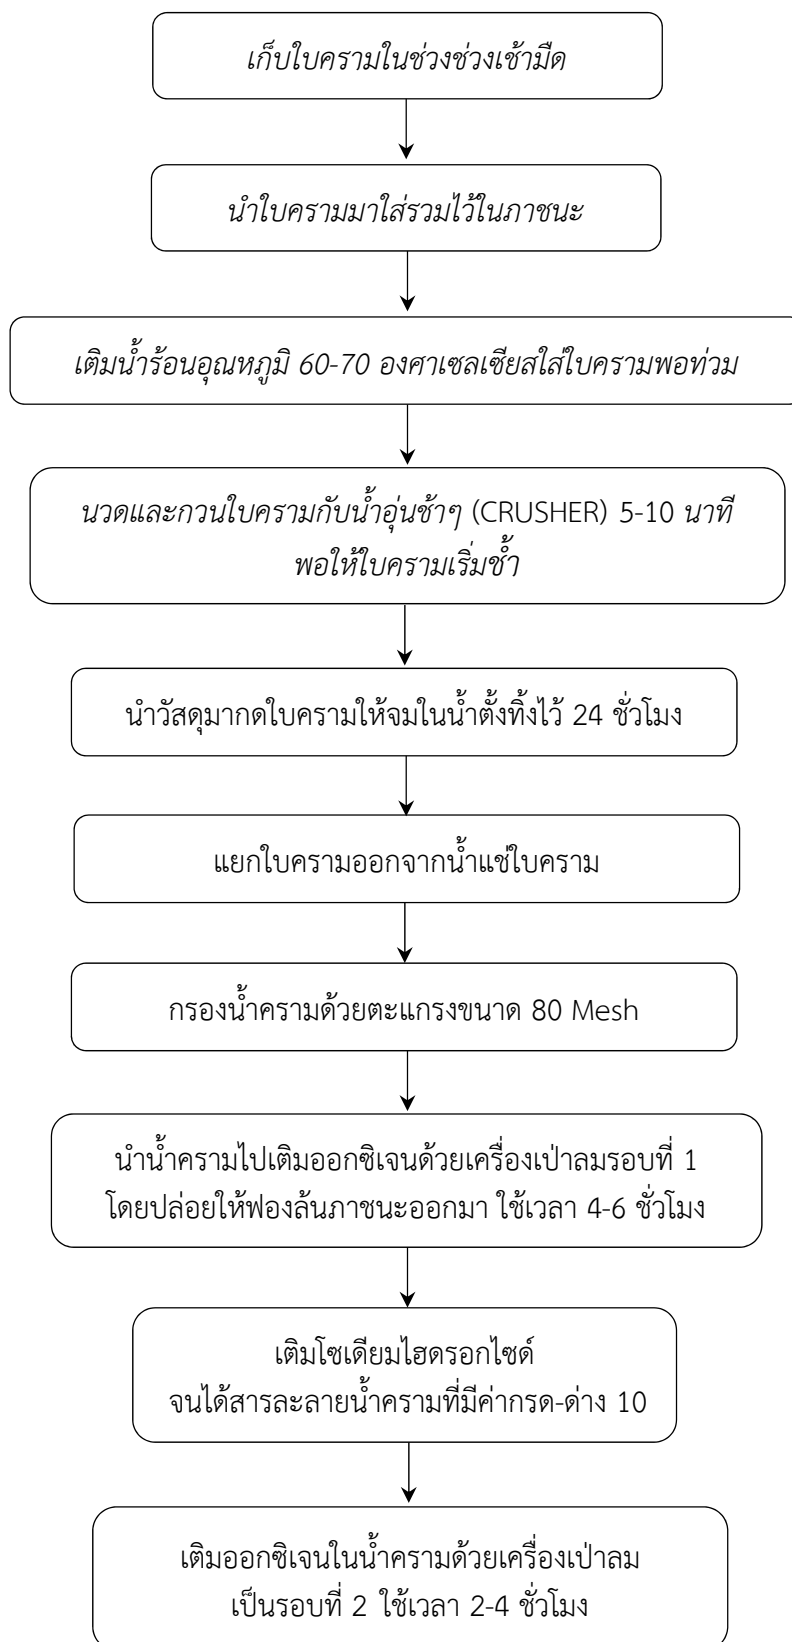 เก็บใบครามในช่วงช่วงเช้ามืด
นำใบครามมาใส่รวมไว้ในภาชนะ
เติมน้ำร้อนอุณหภูมิ 60-70 องศาเซลเซียสใส่ใบครามพอท่วม
นวดและกวนใบครามกับน้ำอุ่นช้าๆ (CRUSHER) 5-10 นาที
พอให้ใบครามเริ่มช้ำ
นำวัสดุมากดใบครามให้จมในน้ำตั้งทิ้งไว้ 24 ชั่วโมง
แยกใบครามออกจากน้ำแช่ใบคราม
กรองน้ำครามด้วยตะแกรงขนาด 80 Mesh
นำน้ำครามไปเติมออกซิเจนด้วยเครื่องเป่าลมรอบที่ 1
โดยปล่อยให้ฟองล้นภาชนะออกมา ใช้เวลา 4-6 ชั่วโมง
เติมโซเดียมไฮดรอกไซด์
จนได้สารละลายน้ำครามที่มีค่ากรด-ด่าง 10
เติมออกซิเจนในน้ำครามด้วยเครื่องเป่าลม
เป็นรอบที่ 2 ใช้เวลา 2-4 ชั่วโมง